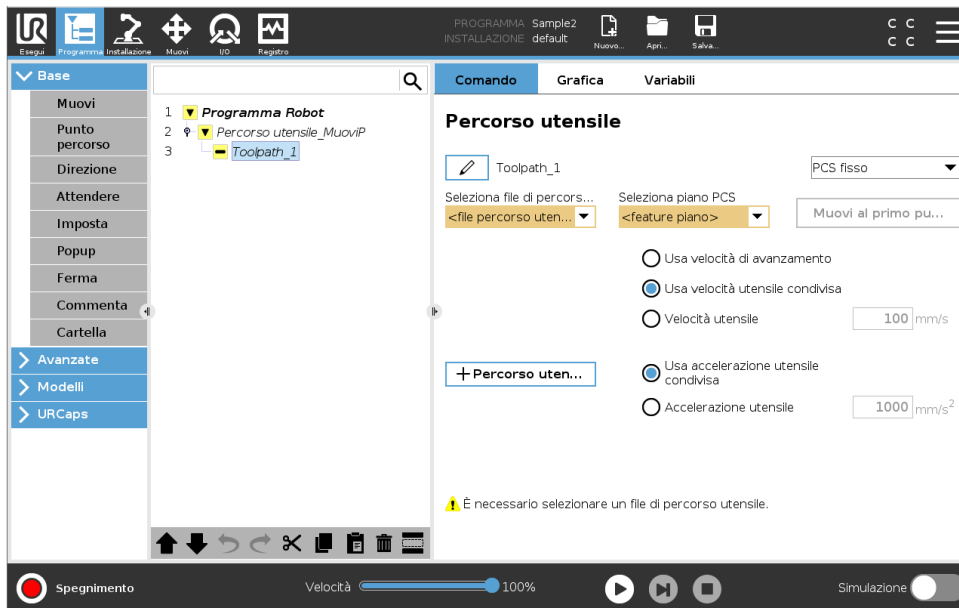 PROGRAMMA Sample2
INSTALLAZIONE default
Esegui Programma Installazione Muovi I/O Registro Nuovo... Apri... Salva...
C C
C C
Base
Muovi
Punto
percorso
Direzione
Attendere
Imposta
Popup
Ferma
Commenta
Cartella
Avanzate
Modelli
URCaps
1 Programma Robot
2 Percorso utensile_MuoviP
3 Toolpath_1
Comando Grafica Variabili
Percorso utensile
Toolpath_1 PCS fisso
Seleziona file di percors... Seleziona piano PCS
<file percorso uten... <feature piano> Muovi al primo pu...
Usa velocità di avanzamento
Usa velocità utensile condivisa
Velocità utensile 100 mm/s
+ Percorso uten... Usa accelerazione utensile
condivisa
Accelerazione utensile 1000 mm/s²
È necessario selezionare un file di percorso utensile.
Spegnimento Velocità 100% Simulazione